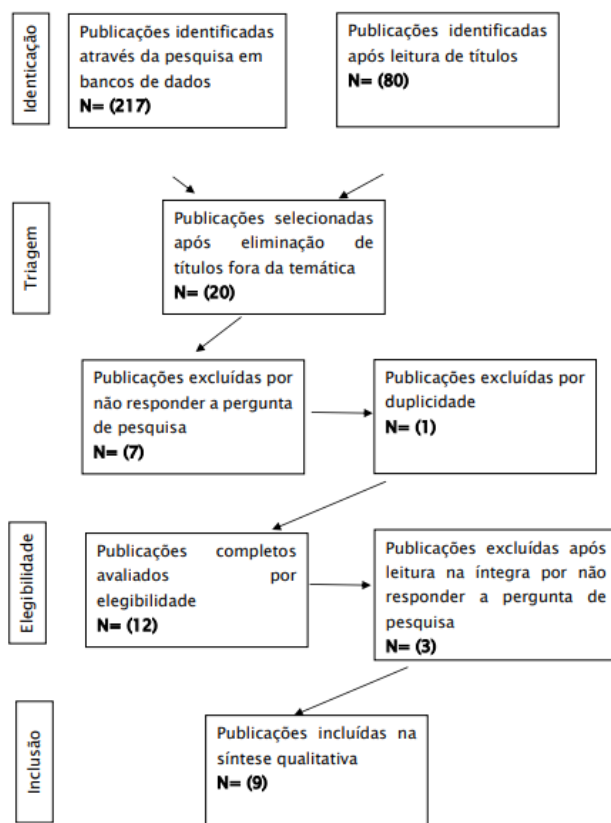 Identicação
Publicações identificadas
através da pesquisa em
bancos de dados
N= (217)
Publicações identificadas
após leitura de títulos
N= (80)
Triagem
Publicações selecionadas
após eliminação de
títulos fora da temática
N= (20)
Publicações excluídas por
não responder a pergunta
de pesquisa
N= (7)
Publicações excluídas por
duplicidade
N= (1)
Elegibilidade
Publicações completos
avaliados por
elegibilidade
N= (12)
Publicações excluídas após
leitura na íntegra por não
responder a pergunta de
pesquisa
N= (3)
Inclusão
Publicações incluídas na
síntese qualitativa
N= (9)